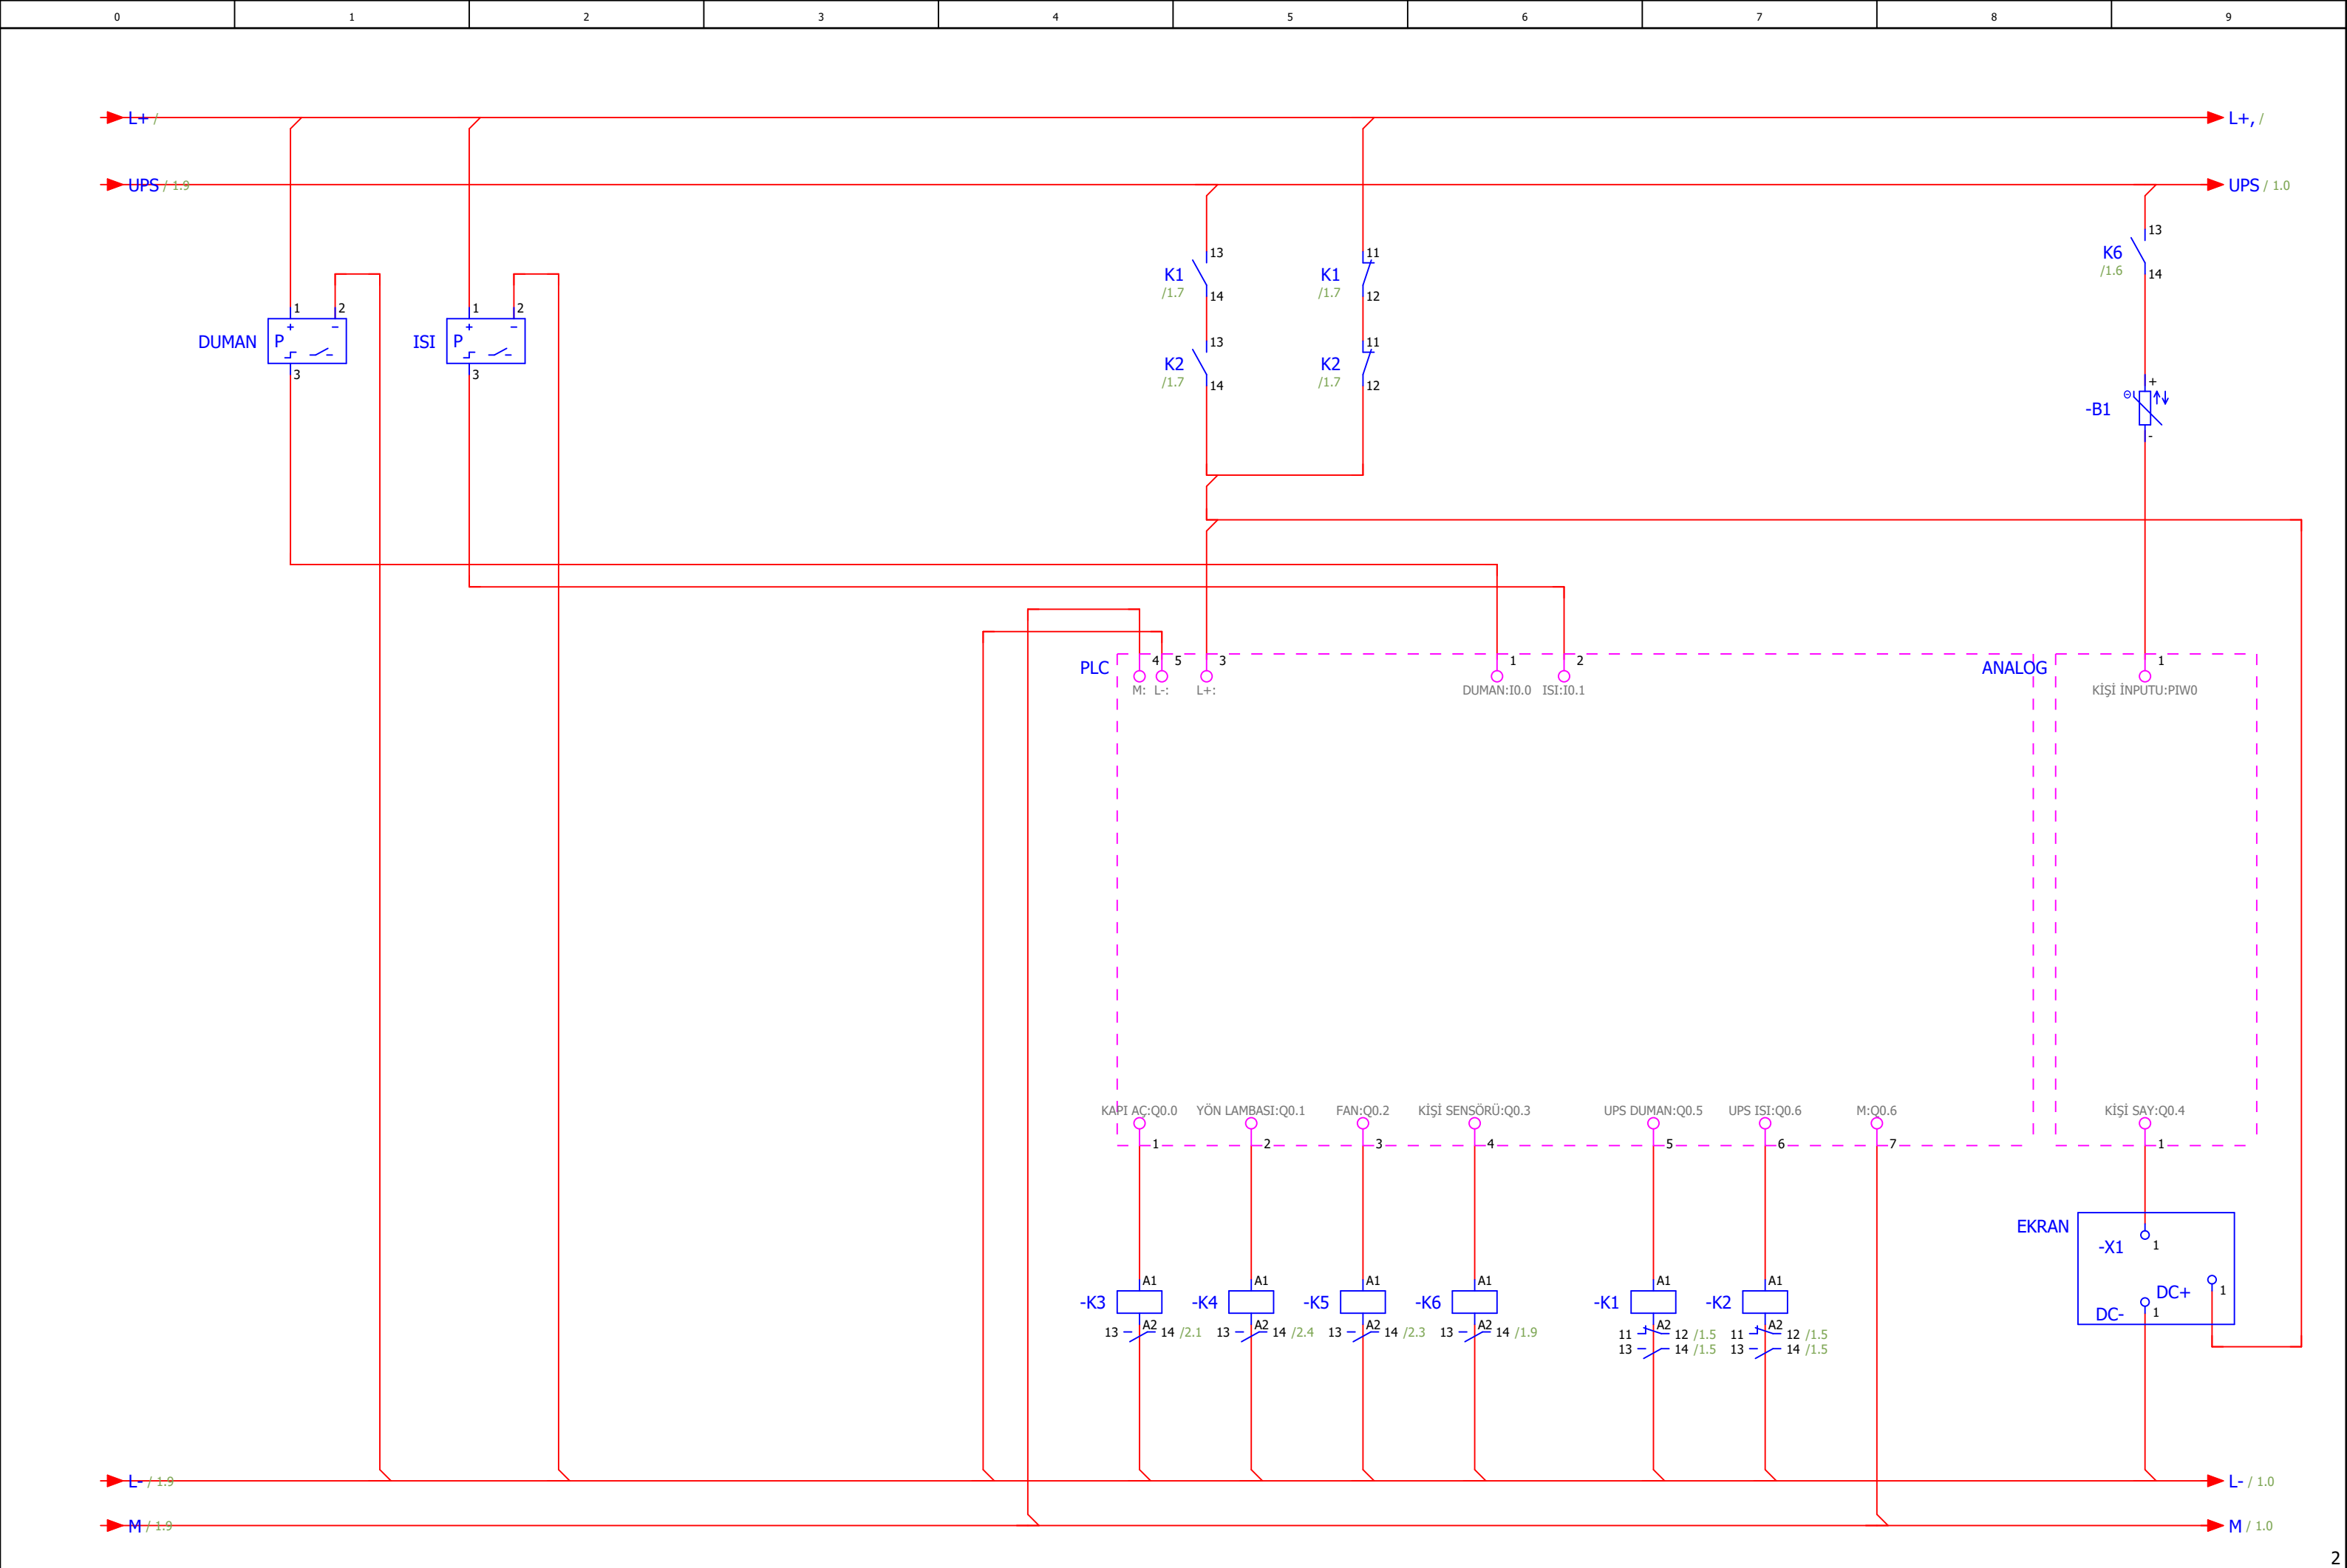 0 1 2 3 4 5 6 7 8 9
L+ / L+, /
UPS / 1.9 UPS / 1.0
13 11 13
K1 K1 K6
/1.7 /1.7 /1.6
14 12 14
1 2 1 2
+ - + -
DUMAN P ISI P
3 3
13 11
K2 K2
/1.7 /1.7
14 12
+
-B1 Θ
-
PLC 4 5 3 1 2 ANALOG 1
M: L-: L+: DUMAN:I0.0 ISI:I0.1 KİŞİ İNPUTU:PIW0
KAPI AÇ:Q0.0 YÖN LAMBASI:Q0.1 FAN:Q0.2 KİŞİ SENSÖRÜ:Q0.3 UPS DUMAN:Q0.5 UPS ISI:Q0.6 M:Q0.6 KİŞİ SAY:Q0.4
1 2 3 4 5 6 7 1
EKRAN
-X1 1
A1 A1 A1 A1 A1 A1
-K3 -K4 -K5 -K6 -K1 -K2
DC+ 1
DC- 1
A2 A2 A2 A2 A2 A2
13 14 /2.1 13 14 /2.4 13 14 /2.3 13 14 /1.9 11 12 /1.5 11 12 /1.5
13 14 /1.5 13 14 /1.5
L- / 1.9 L- / 1.0
M / 1.9 M / 1.0
2